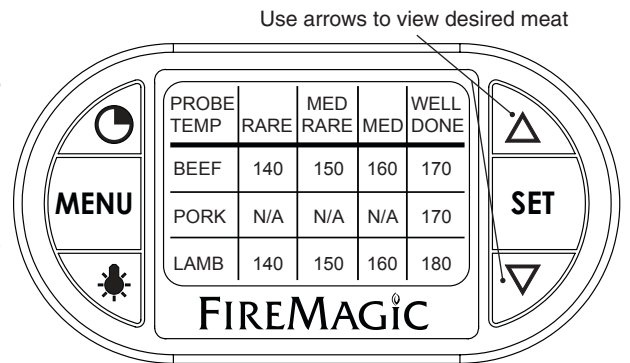 Use arrows to view desired meat
PROBE TEMP RARE MED RARE MED WELL DONE
BEEF 140 150 160 170
PORK N/A N/A N/A 170
LAMB 140 150 160 180
MENU
SET
FIREMAGIC